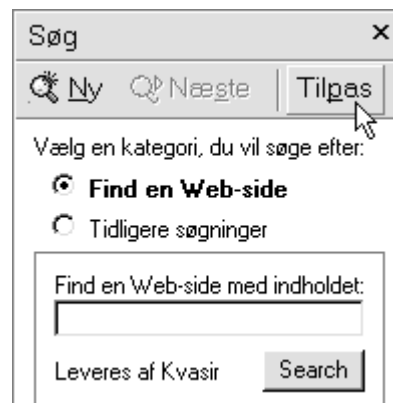 Søg
Ny Næste Tilpas
Vælg en kategori, du vil søge efter:
Find en Web-side
Tidligere søgninger
Find en Web-side med indholdet:
Leveres af Kvasir Search